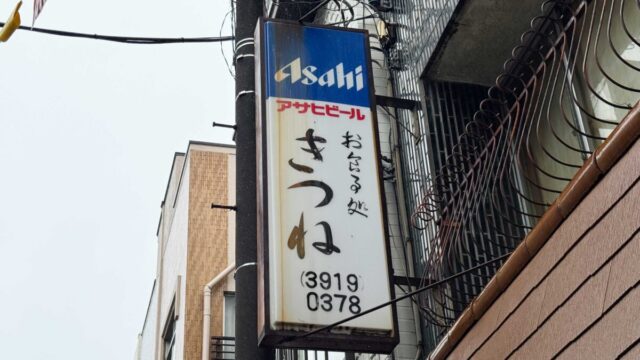 Asahi
アサヒビール
お食事処
きつね
(3919)
0378